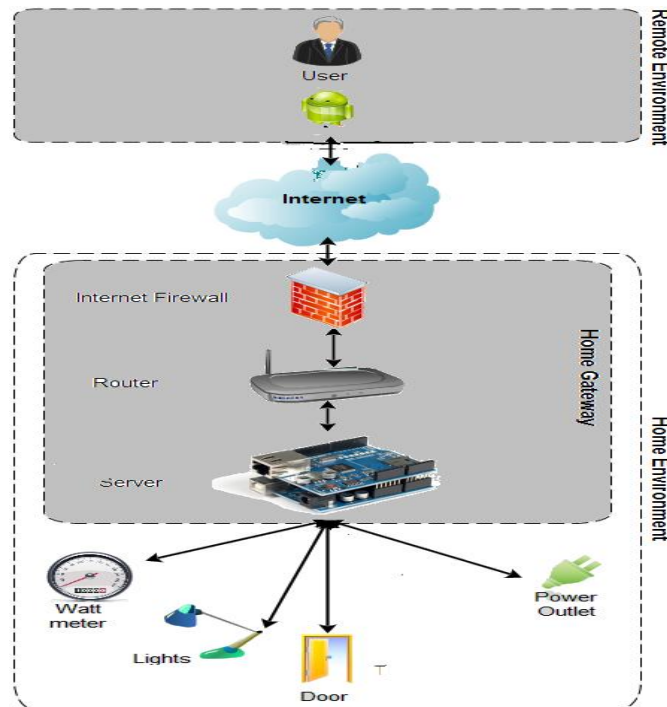 Remote Environment
User
Internet
Home Environment
Home Gateway
Internet Firewall
Router
Server
Watt
meter
Lights
Door
Power
Outlet